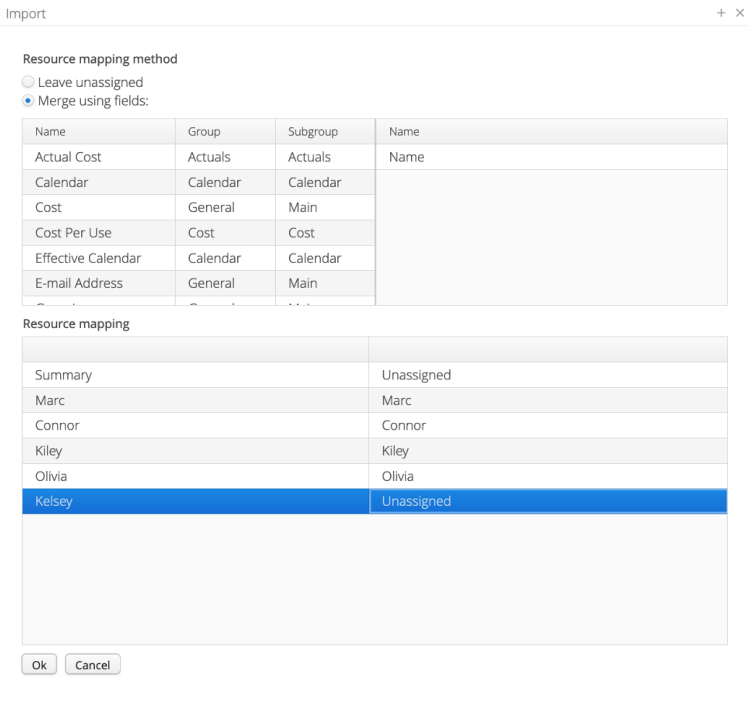 Import
Resource mapping method
Leave unassigned
Merge using fields:
Name Group Subgroup Name
Actual Cost Actuals Actuals Name
Calendar Calendar Calendar
Cost General Main
Cost Per Use Cost Cost
Effective Calendar Calendar Calendar
E-mail Address General Main
Resource mapping
Summary Unassigned
Marc Marc
Connor Connor
Kiley Kiley
Olivia Olivia
Kelsey Unassigned
Ok Cancel